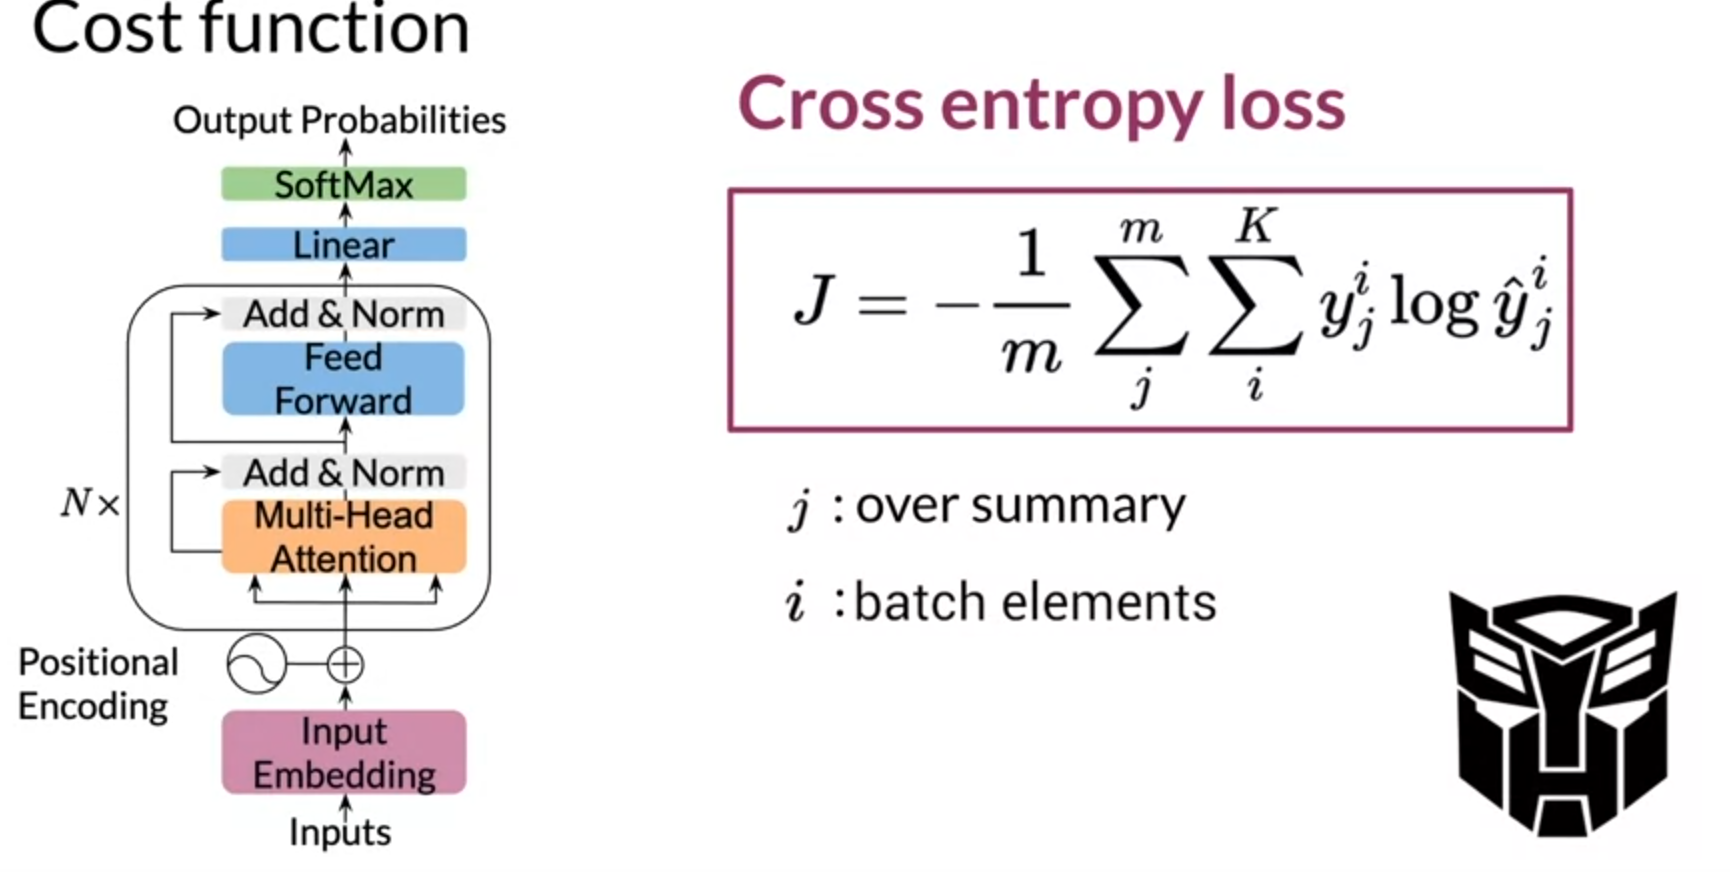 Cost function
Output Probabilities
SoftMax
Linear
Add & Norm
Feed
Forward
Add & Norm
N×
Multi-Head
Attention
Positional
Encoding
Input
Embedding
Inputs
Cross entropy loss
J = - \frac{1}{m} \sum_{j}^{m} \sum_{i}^{K} y_j^i \log \hat{y}_j^i
j : over summary
i : batch elements